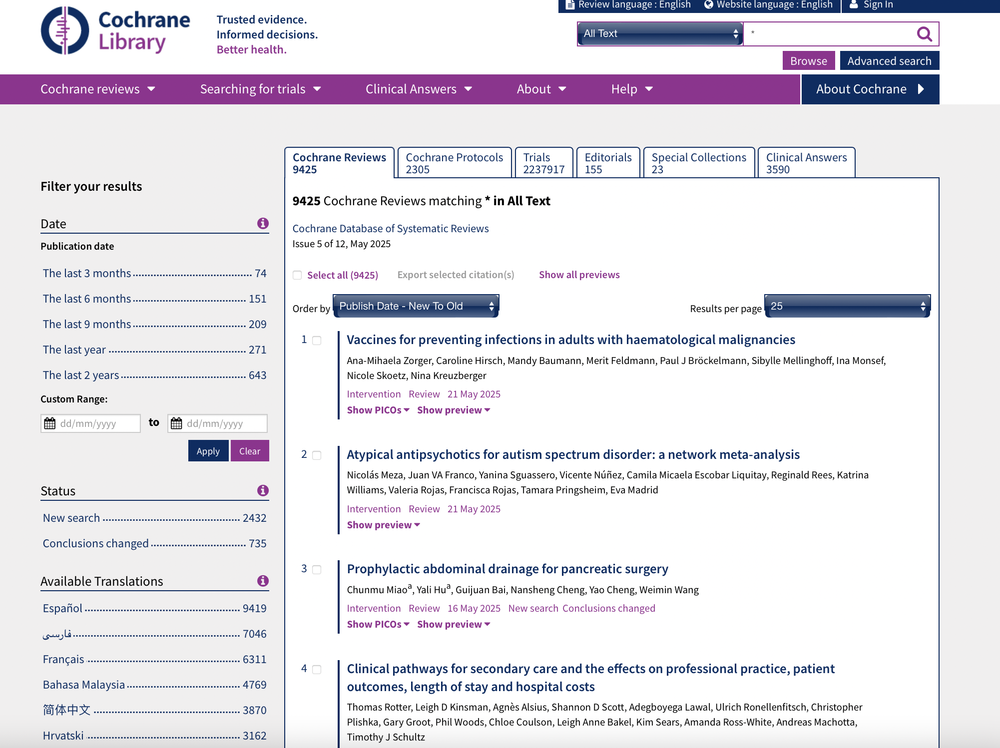 Review language : English
Website language : English
Sign In
Cochrane
Library
Trusted evidence.
Informed decisions.
Better health.
All Text
*
Browse
Advanced search
Cochrane reviews
Searching for trials
Clinical Answers
About
Help
About Cochrane
Cochrane Reviews
9425
Cochrane Protocols
2305
Trials
2237917
Editorials
155
Special Collections
23
Clinical Answers
3590
Filter your results
Date
Publication date
The last 3 months 74
The last 6 months 151
The last 9 months 209
The last year 271
The last 2 years 643
Custom Range:
dd/mm/yyyy to dd/mm/yyyy
Apply
Clear
Status
New search 2432
Conclusions changed 735
Available Translations
Español 9419
فارسی 7046
Français 6311
Bahasa Malaysia 4769
简体中文 3870
Hrvatski 3162
9425 Cochrane Reviews matching * in All Text
Cochrane Database of Systematic Reviews
Issue 5 of 12, May 2025
Select all (9425)
Export selected citation(s)
Show all previews
Order by Publish Date - New To Old
Results per page 25
1 Vaccines for preventing infections in adults with haematological malignancies
Ana-Mihaela Zorger, Caroline Hirsch, Mandy Baumann, Merit Feldmann, Paul J Bröckelmann, Sibylle Mellinghoff, Ina Monsef,
Nicole Skoetz, Nina Kreuzberger
Intervention Review 21 May 2025
Show PICOs Show preview
2 Atypical antipsychotics for autism spectrum disorder: a network meta-analysis
Nicolás Meza, Juan VA Franco, Yanina Sguassero, Vicente Núñez, Camila Micaela Escobar Liquitay, Reginald Rees, Katrina
Williams, Valeria Rojas, Francisca Rojas, Tamara Pringsheim, Eva Madrid
Intervention Review 21 May 2025
Show preview
3 Prophylactic abdominal drainage for pancreatic surgery
Chunmu Miaoª, Yali Huª, Guijuan Bai, Nansheng Cheng, Yao Cheng, Weimin Wang
Intervention Review 16 May 2025 New search Conclusions changed
Show PICOs Show preview
4 Clinical pathways for secondary care and the effects on professional practice, patient
outcomes, length of stay and hospital costs
Thomas Rotter, Leigh D Kinsman, Agnès Alsius, Shannon D Scott, Adegboyega Lawal, Ulrich Ronellenfitsch, Christopher
Plishka, Gary Groot, Phil Woods, Chloe Coulson, Leigh Anne Bakel, Kim Sears, Amanda Ross-White, Andreas Machotta,
Timothy J Schultz